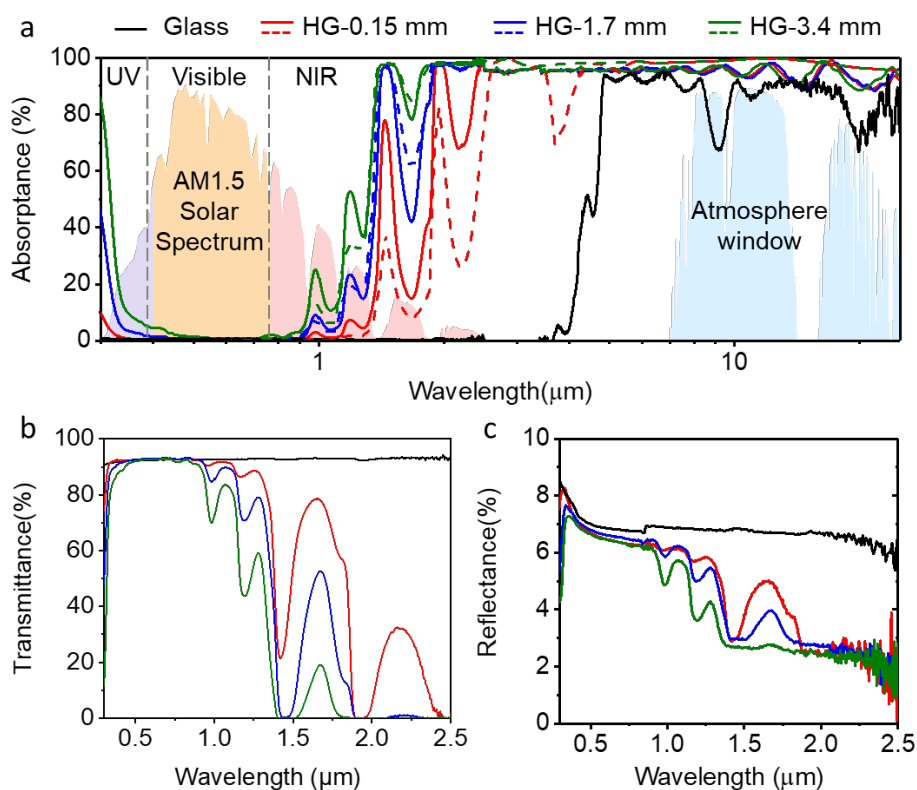 a
Glass
HG-0.15 mm
HG-1.7 mm
HG-3.4 mm
100
80
60
40
20
0
Absorptance (%)
UV
Visible
NIR
AM1.5
Solar
Spectrum
Atmosphere
window
1
10
Wavelength(μm)
b
100
80
60
40
20
0
Transmittance(%)
0.5
1.0
1.5
2.0
2.5
Wavelength (μm)
c
10
8
6
4
2
0
Reflectance(%)
0.5
1.0
1.5
2.0
2.5
Wavelength (μm)